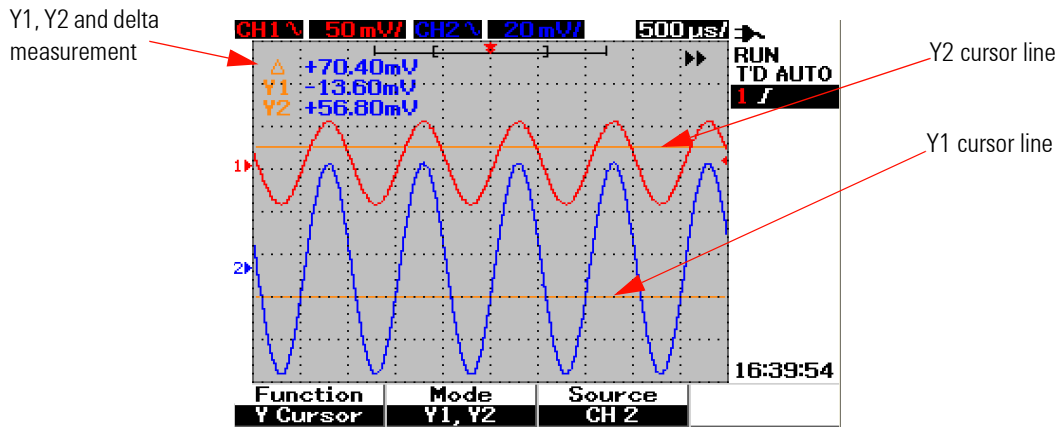 Y1, Y2 and delta
measurement
CH1 ∿ 50 mV/ CH2 ∿ 20 mV/ 500 µs/
RUN
T'D AUTO
1
Δ +70.40mV
Y1 -13.60mV
Y2 +56.80mV
Y2 cursor line
Y1 cursor line
1
2
16:39:54
Function Mode Source
Y Cursor Y1, Y2 CH 2